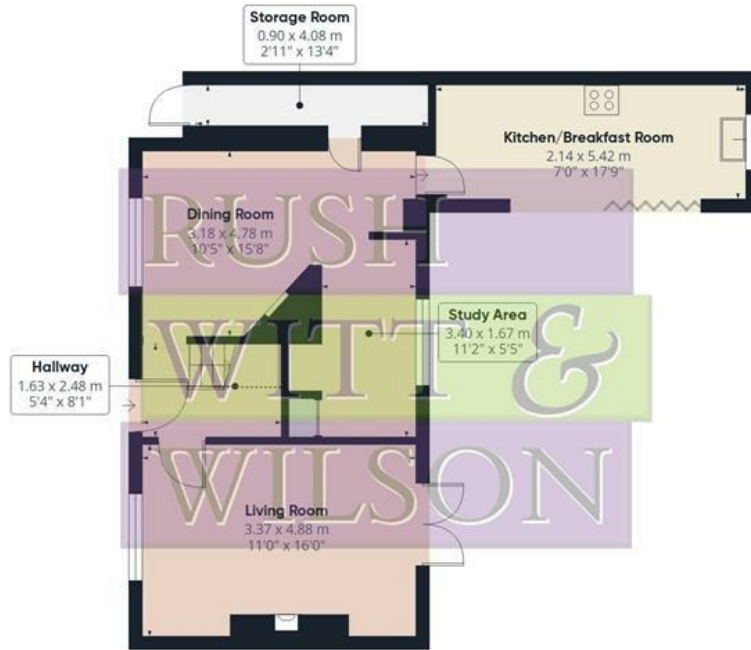 Storage Room
0.90 x 4.08 m
2'11" x 13'4"
Kitchen/Breakfast Room
2.14 x 5.42 m
7'0" x 17'9"
Dining Room
3.18 x 4.78 m
10'5" x 15'8"
RUSH
WITT &
WILSON
Study Area
3.40 x 1.67 m
11'2" x 5'5"
Hallway
1.63 x 2.48 m
5'4" x 8'1"
Living Room
3.37 x 4.88 m
11'0" x 16'0"